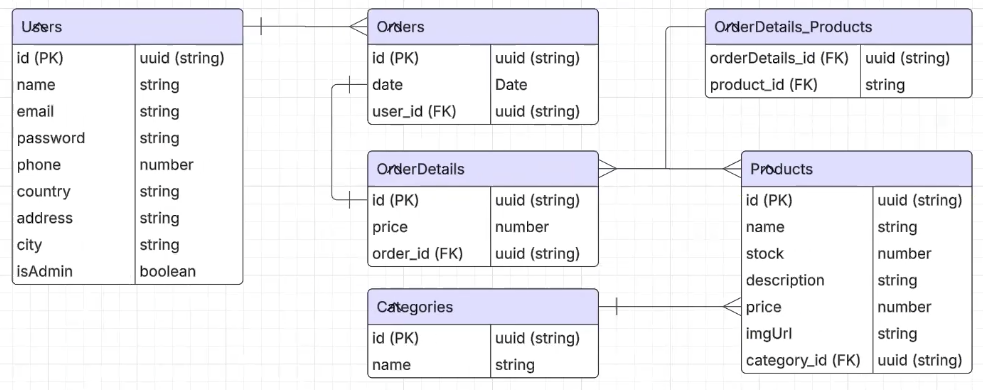 Users
id (PK) uuid (string)
name string
email string
password string
phone number
country string
address string
city string
isAdmin boolean
Orders
id (PK) uuid (string)
date Date
user_id (FK) uuid (string)
OrderDetails_Products
orderDetails_id (FK) uuid (string)
product_id (FK) string
OrderDetails
id (PK) uuid (string)
price number
order_id (FK) uuid (string)
Products
id (PK) uuid (string)
name string
stock number
description string
price number
imgUrl string
category_id (FK) uuid (string)
Categories
id (PK) uuid (string)
name string